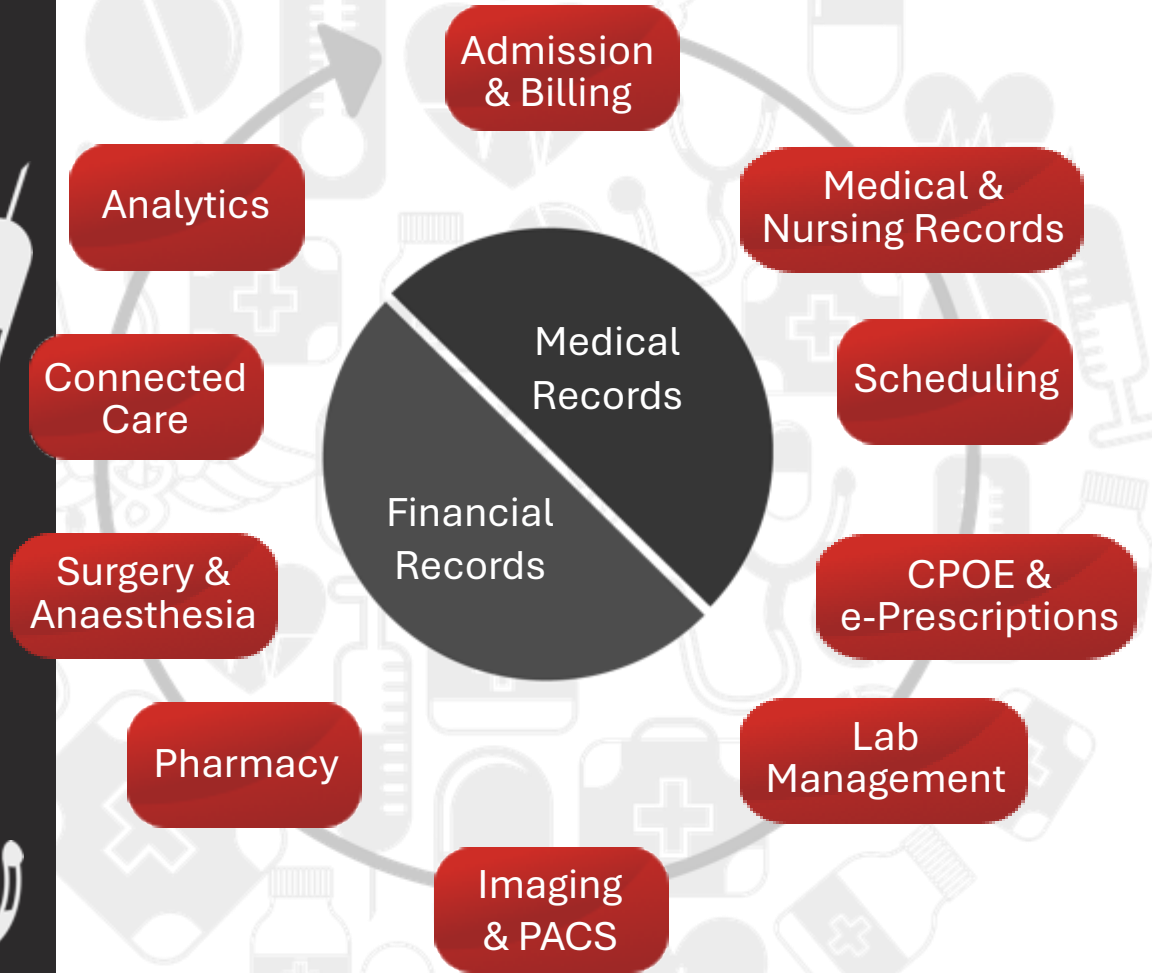 Admission
& Billing
Medical &
Nursing Records
Scheduling
CPOE &
e-Prescriptions
Lab
Management
Imaging
& PACS
Pharmacy
Surgery &
Anaesthesia
Connected
Care
Analytics
Medical
Records
Financial
Records